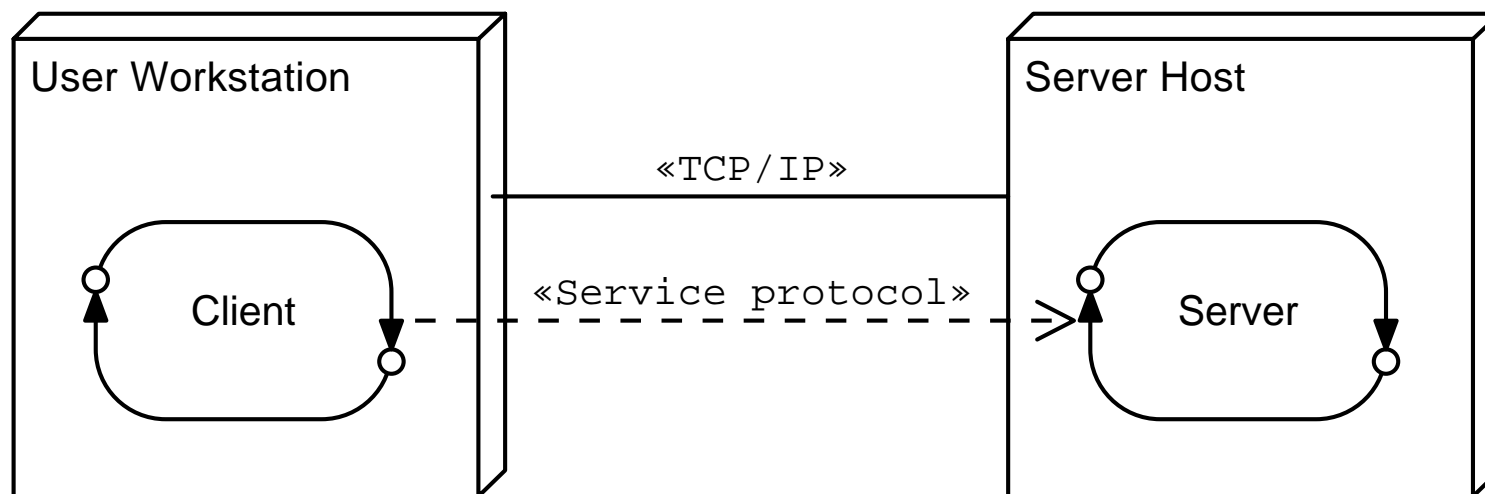 User Workstation
Server Host
«TCP/IP»
«Service protocol»
Client
Server